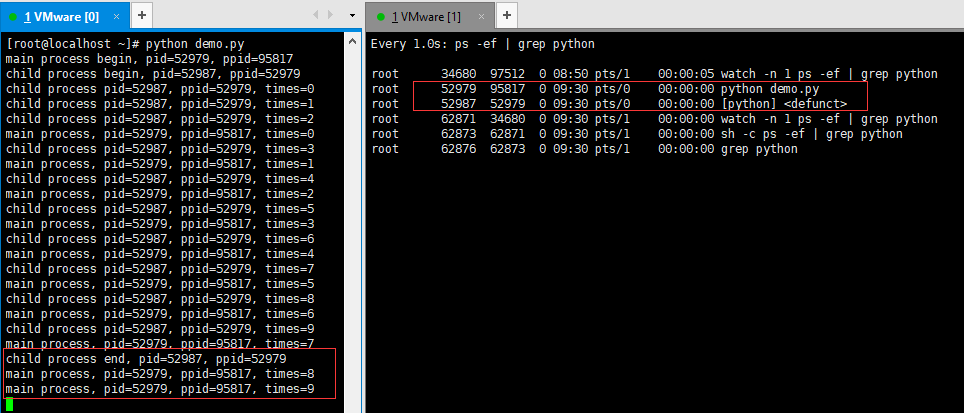 1 VMware [0] × +
[root@localhost ~]# python demo.py
main process begin, pid=52979, ppid=95817
child process begin, pid=52987, ppid=52979
child process pid=52987, ppid=52979, times=0
child process pid=52987, ppid=52979, times=1
child process pid=52987, ppid=52979, times=2
main process, pid=52979, ppid=95817, times=0
child process pid=52987, ppid=52979, times=3
main process, pid=52979, ppid=95817, times=1
child process pid=52987, ppid=52979, times=4
main process, pid=52979, ppid=95817, times=2
child process pid=52987, ppid=52979, times=5
main process, pid=52979, ppid=95817, times=3
child process pid=52987, ppid=52979, times=6
main process, pid=52979, ppid=95817, times=4
child process pid=52987, ppid=52979, times=7
main process, pid=52979, ppid=95817, times=5
child process pid=52987, ppid=52979, times=8
main process, pid=52979, ppid=95817, times=6
child process pid=52987, ppid=52979, times=9
main process, pid=52979, ppid=95817, times=7
child process end, pid=52987, ppid=52979
main process, pid=52979, ppid=95817, times=8
main process, pid=52979, ppid=95817, times=9
1 VMware [1] × +
Every 1.0s: ps -ef | grep python
root 34680 97512 0 08:50 pts/1 00:00:05 watch -n 1 ps -ef | grep python
root 52979 95817 0 09:30 pts/0 00:00:00 python demo.py
root 52987 52979 0 09:30 pts/0 00:00:00 [python] <defunct>
root 62871 34680 0 09:30 pts/1 00:00:00 watch -n 1 ps -ef | grep python
root 62873 62871 0 09:30 pts/1 00:00:00 sh -c ps -ef | grep python
root 62876 62873 0 09:30 pts/1 00:00:00 grep python